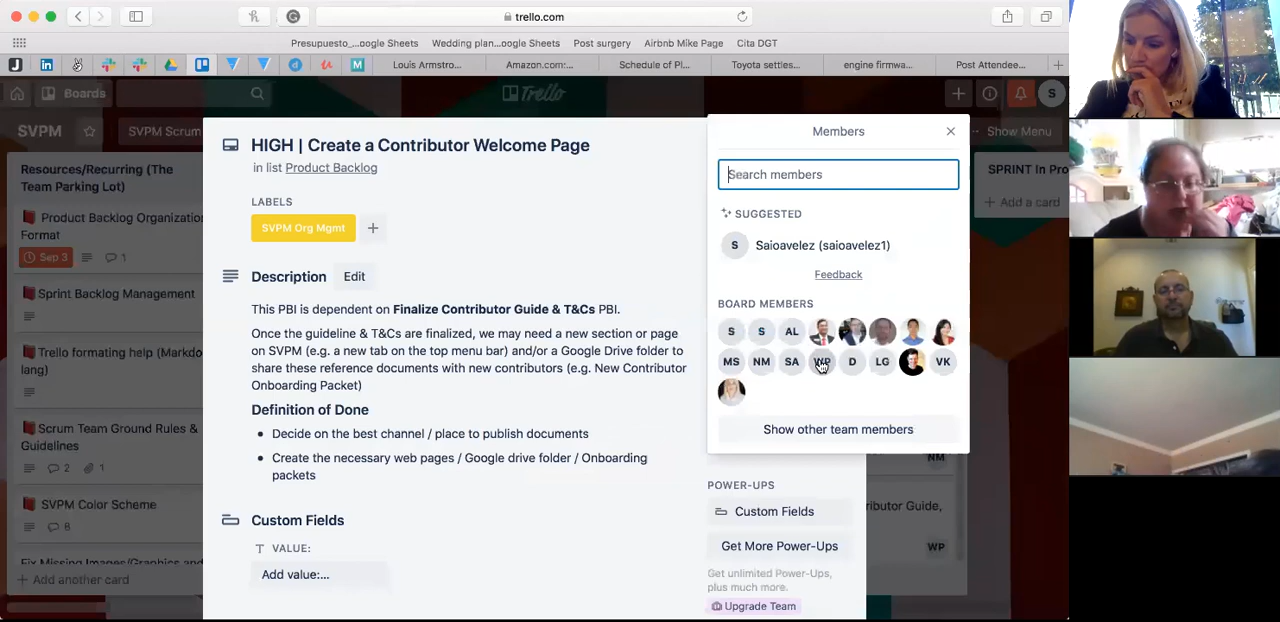 trello.com
Presupuesto_...oogle Sheets
Wedding plan...oogle Sheets
Post surgery
Airbnb Mike Page
Cita DGT
Louis Armstro...
Amazon.com:...
Schedule of Pl...
Toyota settles...
engine firmwa...
Post Attendee...
Boards
Trello
S
SVPM
SVPM Scrum
Show Menu
Resources/Recurring (The
Team Parking Lot)
Product Backlog Organizatio
Format
Sep 3
1
Sprint Backlog Management
Trello formating help (Markdo
lang)
Scrum Team Ground Rules &
Guidelines
2
1
SVPM Color Scheme
8
Fix Missing Images/Graphics and
+ Add another card
HIGH | Create a Contributor Welcome Page
in list Product Backlog
LABELS
SVPM Org Mgmt
+
Description
Edit
This PBI is dependent on Finalize Contributor Guide & T&Cs PBI.
Once the guideline & T&Cs are finalized, we may need a new section or page
on SVPM (e.g. a new tab on the top menu bar) and/or a Google Drive folder to
share these reference documents with new contributors (e.g. New Contributor
Onboarding Packet)
Definition of Done
• Decide on the best channel / place to publish documents
• Create the necessary web pages / Google drive folder / Onboarding
packets
Custom Fields
T VALUE:
Add value:...
Members
Search members
SUGGESTED
S
Saioavelez (saioavelez1)
Feedback
BOARD MEMBERS
S S AL
MS NM SA WP D LG VK
Show other team members
POWER-UPS
Custom Fields
Get More Power-Ups
Get unlimited Power-Ups,
plus much more.
Upgrade Team
SPRINT In Pro
+ Add a card
NM
ributor Guide,
WP